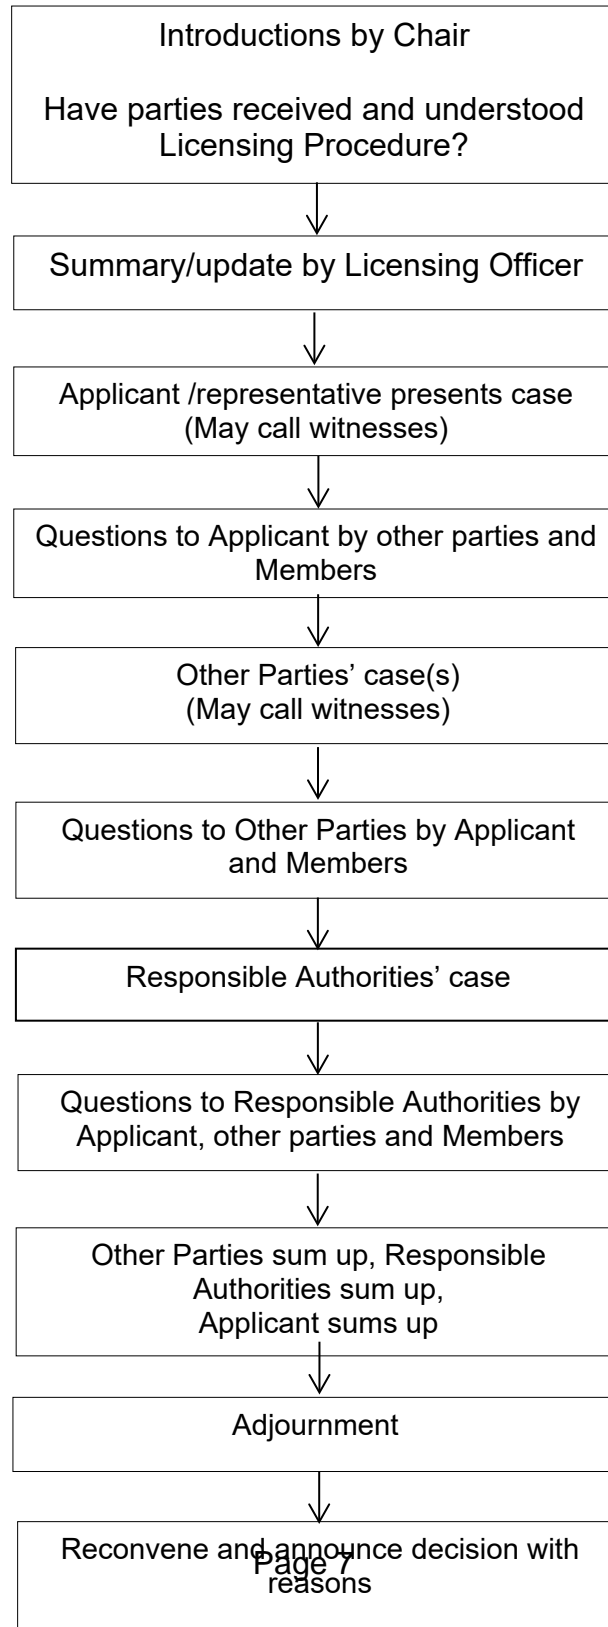 Introductions by Chair
Have parties received and understood
Licensing Procedure?
Summary/update by Licensing Officer
Applicant /representative presents case
(May call witnesses)
Questions to Applicant by other parties and
Members
Other Parties’ case(s)
(May call witnesses)
Questions to Other Parties by Applicant
and Members
Responsible Authorities’ case
Questions to Responsible Authorities by
Applicant, other parties and Members
Other Parties sum up, Responsible
Authorities sum up,
Applicant sums up
Adjournment
Reconvene and announce decision with
Page 7
reasons